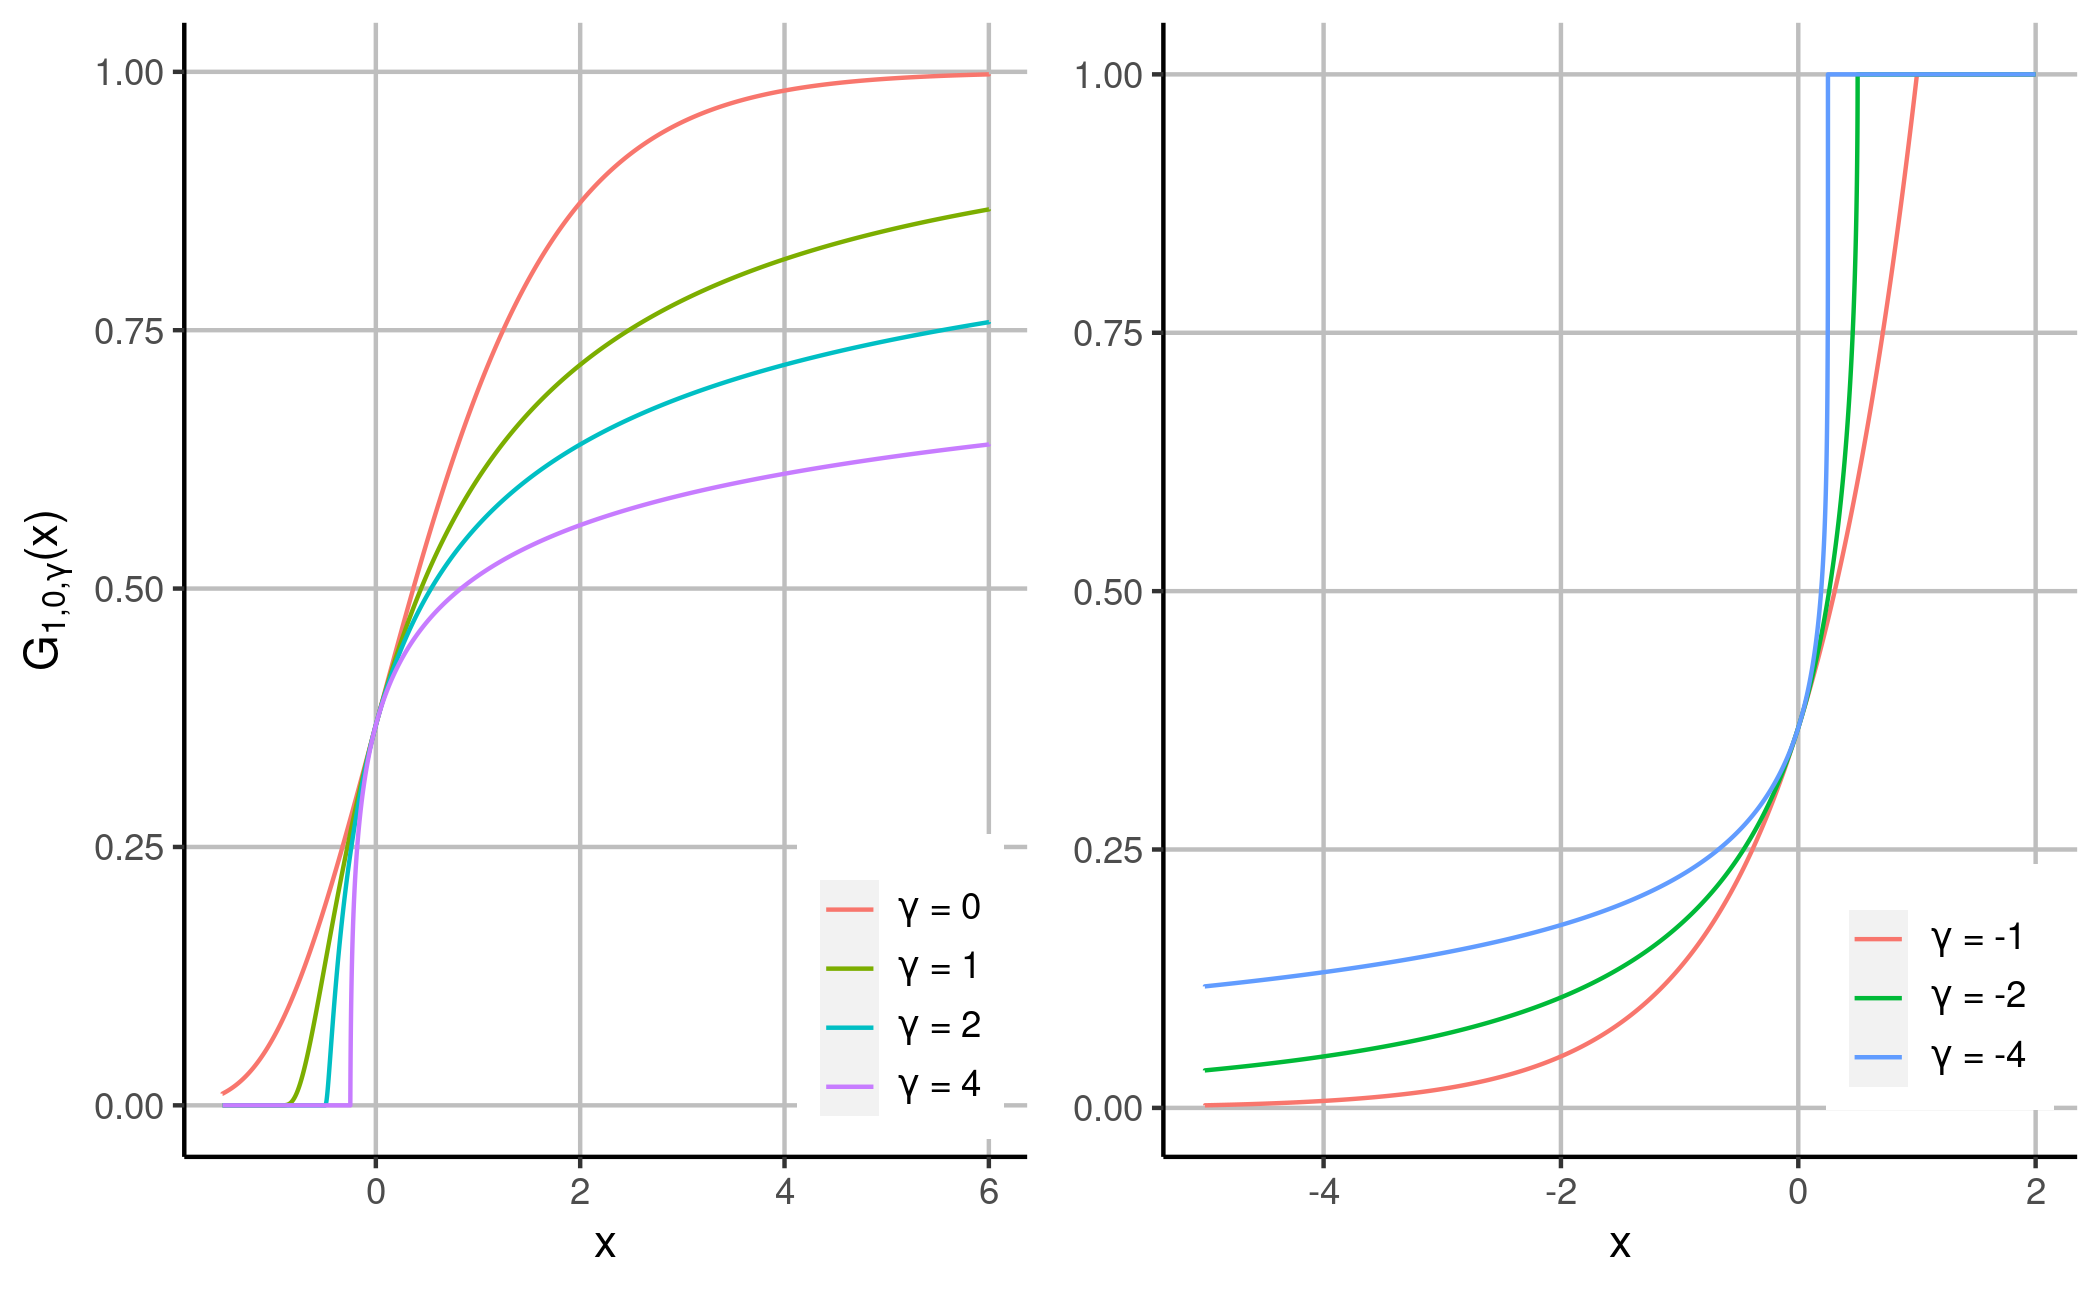 G1,0,γ(x)
1.00
0.75
0.50
0.25
0.00
0 2 4 6
x
γ = 0
γ = 1
γ = 2
γ = 4
1.00
0.75
0.50
0.25
0.00
-4 -2 0 2
x
γ = -1
γ = -2
γ = -4